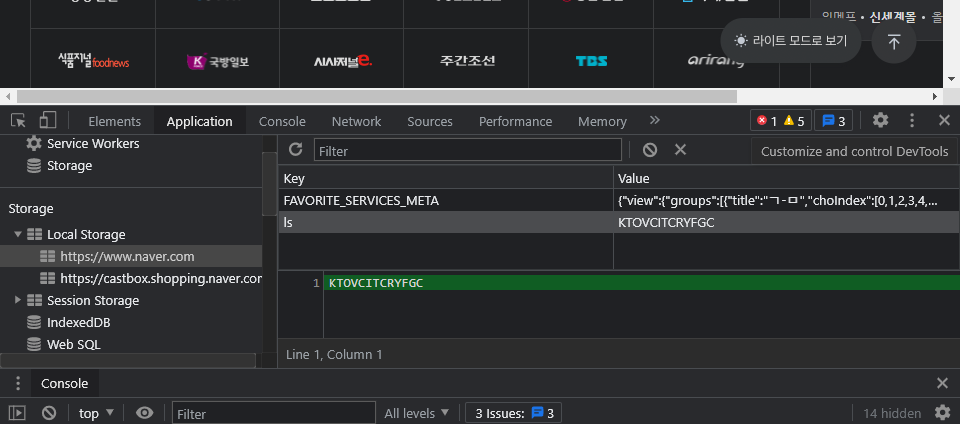 위메프 • 신세계몰 • 올
라이트 모드로 보기
식품저널 foodnews
K 국방일보
시사저널e.
주간조선
TBS
arirang
Elements Application Console Network Sources Performance Memory 1 5 3
Service Workers
Storage
Filter
Customize and control DevTools
Key Value
FAVORITE_SERVICES_META {"view":{"groups":[{"title":"ㄱ-ㅁ","choIndex":[0,1,2,3,4,...
ls KTOVCITCRYFGC
Storage
Local Storage
https://www.naver.com
https://castbox.shopping.naver.com
Session Storage
IndexedDB
Web SQL
1 KTOVCITCRYFGC
Line 1, Column 1
Console
top Filter All levels 3 Issues: 3 14 hidden